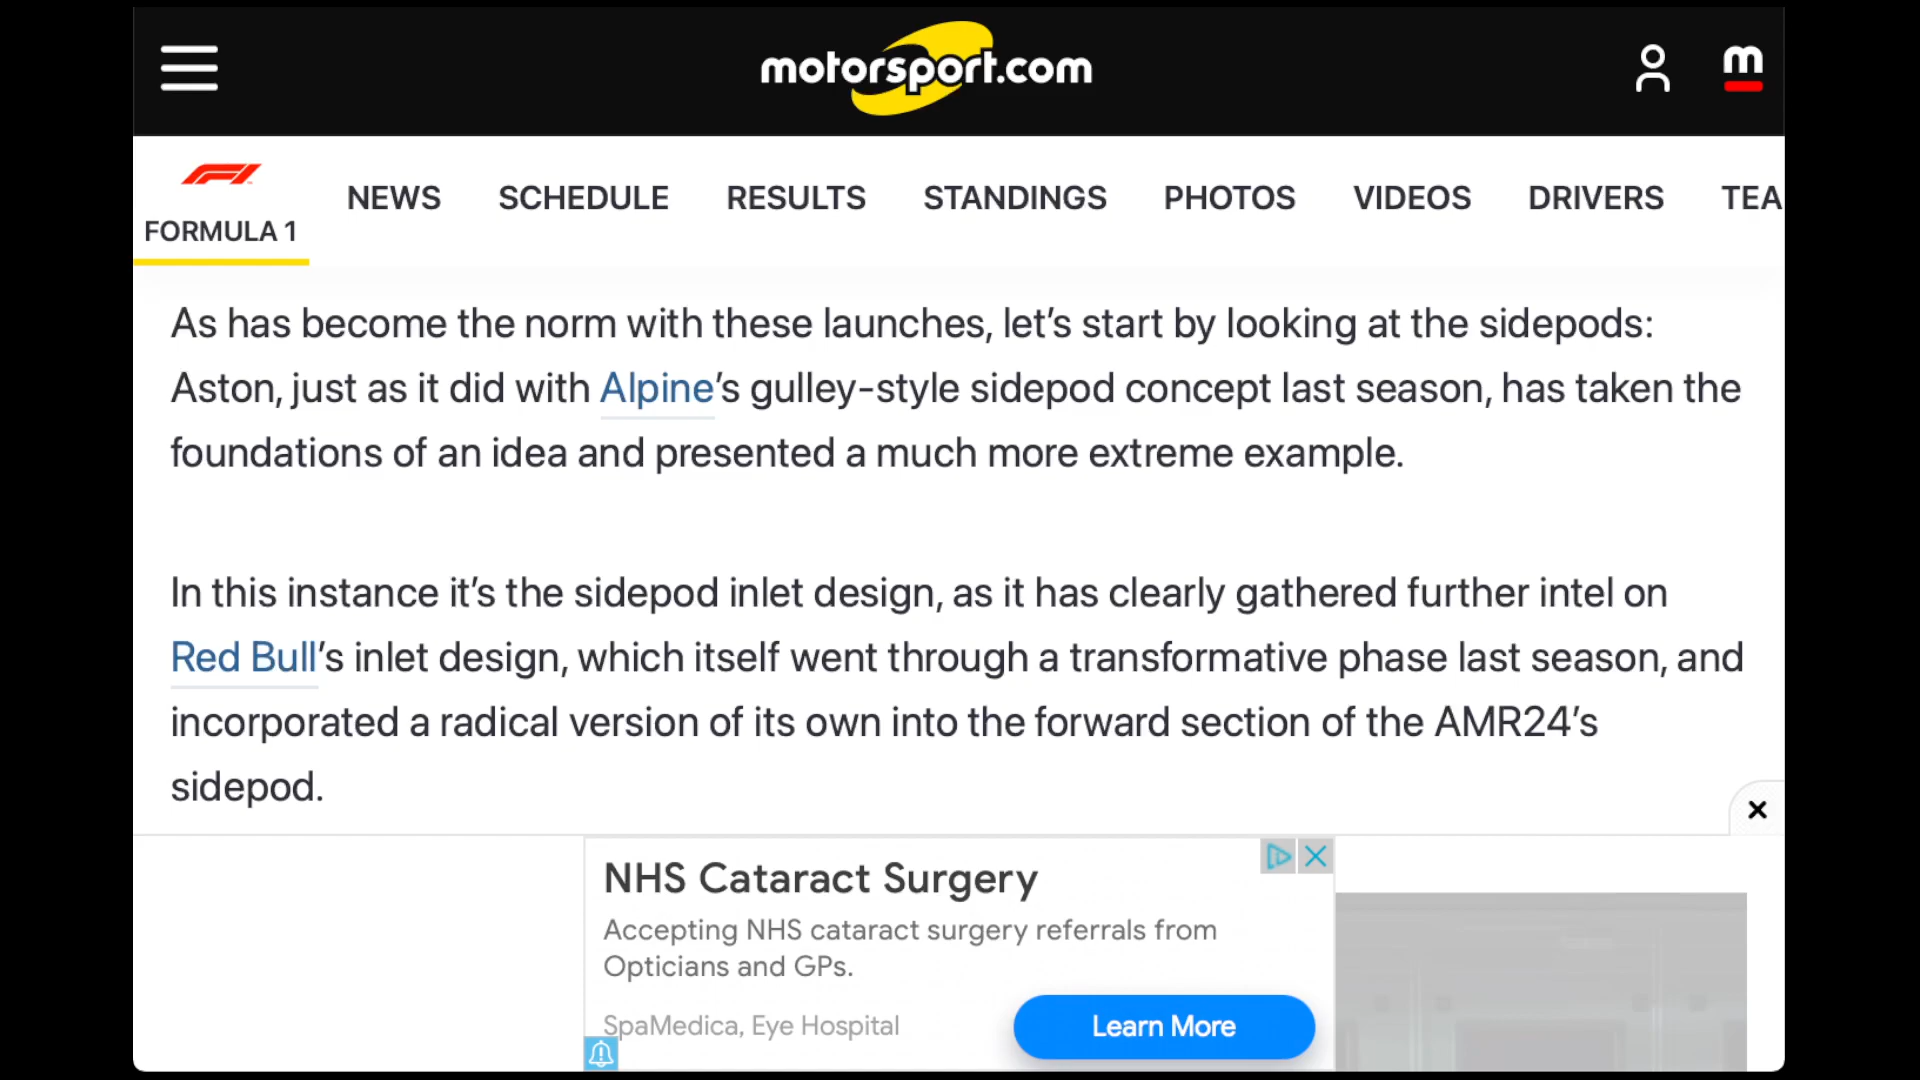 motorsport.com
m
FORMULA 1
NEWS
SCHEDULE
RESULTS
STANDINGS
PHOTOS
VIDEOS
DRIVERS
TEA
As has become the norm with these launches, let’s start by looking at the sidepods:
Aston, just as it did with Alpine’s gulley-style sidepod concept last season, has taken the
foundations of an idea and presented a much more extreme example.
In this instance it’s the sidepod inlet design, as it has clearly gathered further intel on
Red Bull’s inlet design, which itself went through a transformative phase last season, and
incorporated a radical version of its own into the forward section of the AMR24’s
sidepod.
NHS Cataract Surgery
Accepting NHS cataract surgery referrals from
Opticians and GPs.
SpaMedica, Eye Hospital
Learn More